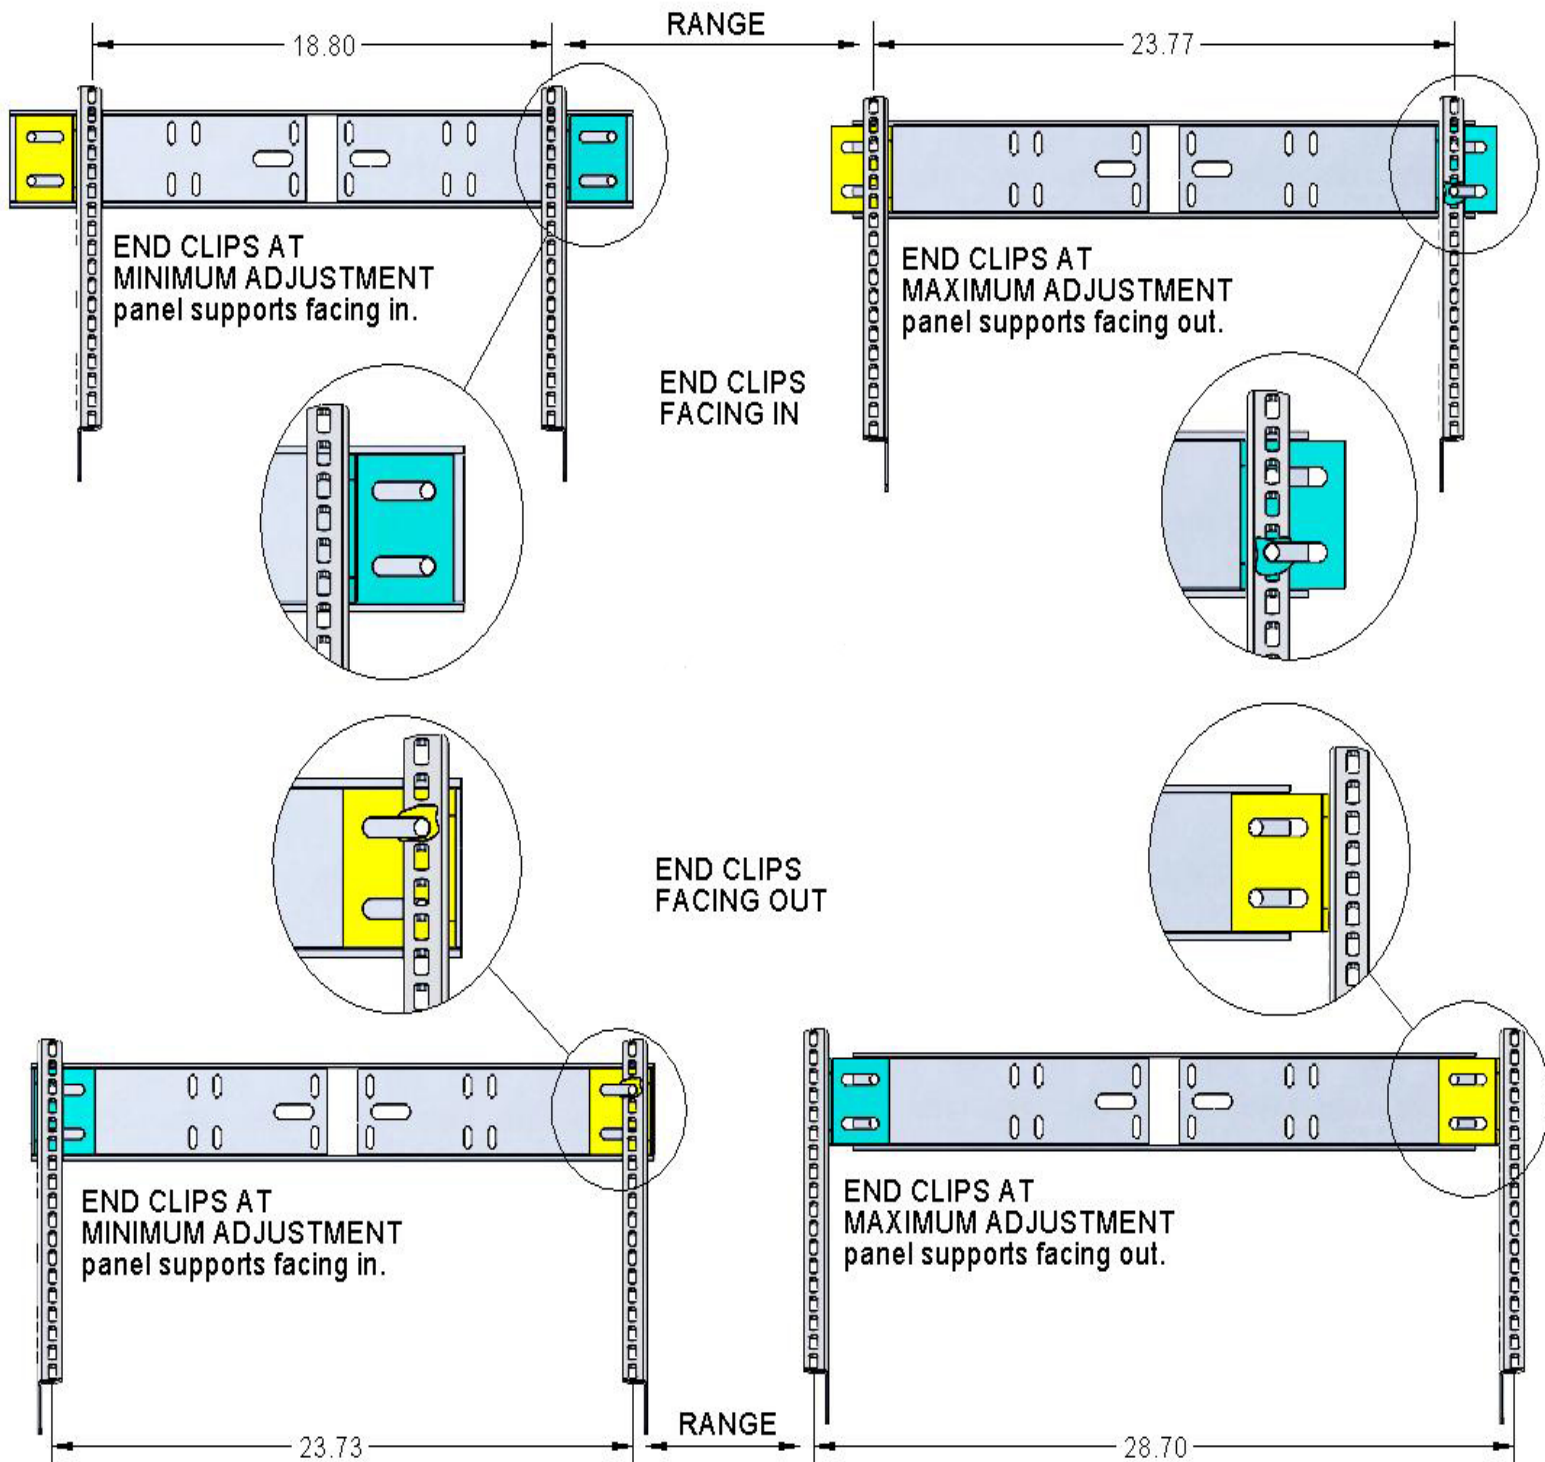 RANGE
18.80
23.77
END CLIPS AT
MINIMUM ADJUSTMENT
panel supports facing in.
END CLIPS AT
MAXIMUM ADJUSTMENT
panel supports facing out.
END CLIPS
FACING IN
END CLIPS
FACING OUT
END CLIPS AT
MINIMUM ADJUSTMENT
panel supports facing in.
END CLIPS AT
MAXIMUM ADJUSTMENT
panel supports facing out.
RANGE
23.73
28.70